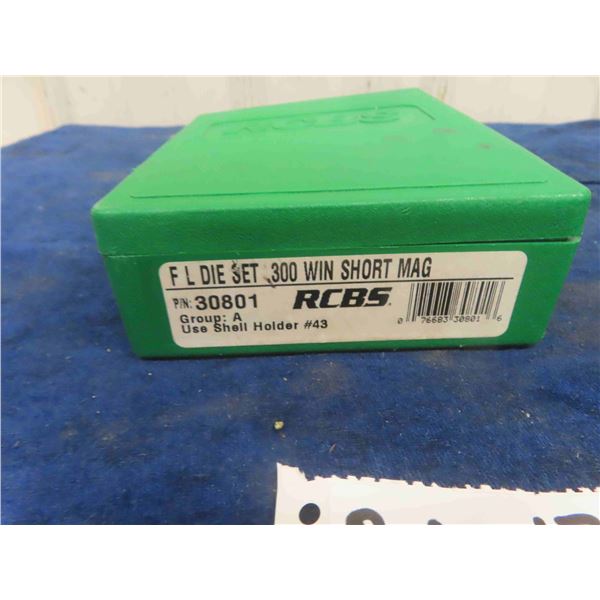 RCBS
F L DIE SET .300 WIN SHORT MAG
P/N: 30801 RCBS.
Group: A
Use Shell Holder #43
0 76683 30801 6